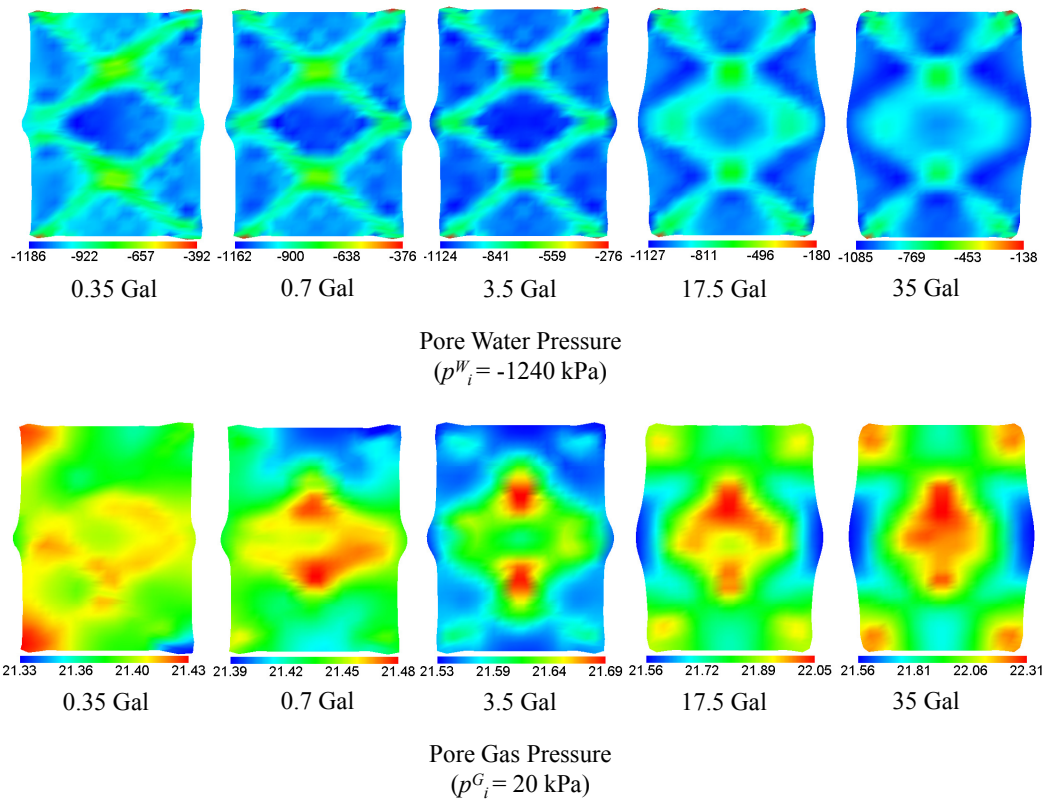 -1186 -922 -657 -392 -1162 -900 -638 -376 -1124 -841 -559 -276 -1127 -811 -496 -180 -1085 -769 -453 -138
0.35 Gal 0.7 Gal 3.5 Gal 17.5 Gal 35 Gal
Pore Water Pressure
(p^W_i = -1240 kPa)
21.33 21.36 21.40 21.43 21.39 21.42 21.45 21.48 21.53 21.59 21.64 21.69 21.56 21.72 21.89 22.05 21.56 21.81 22.06 22.31
0.35 Gal 0.7 Gal 3.5 Gal 17.5 Gal 35 Gal
Pore Gas Pressure
(p^G_i = 20 kPa)